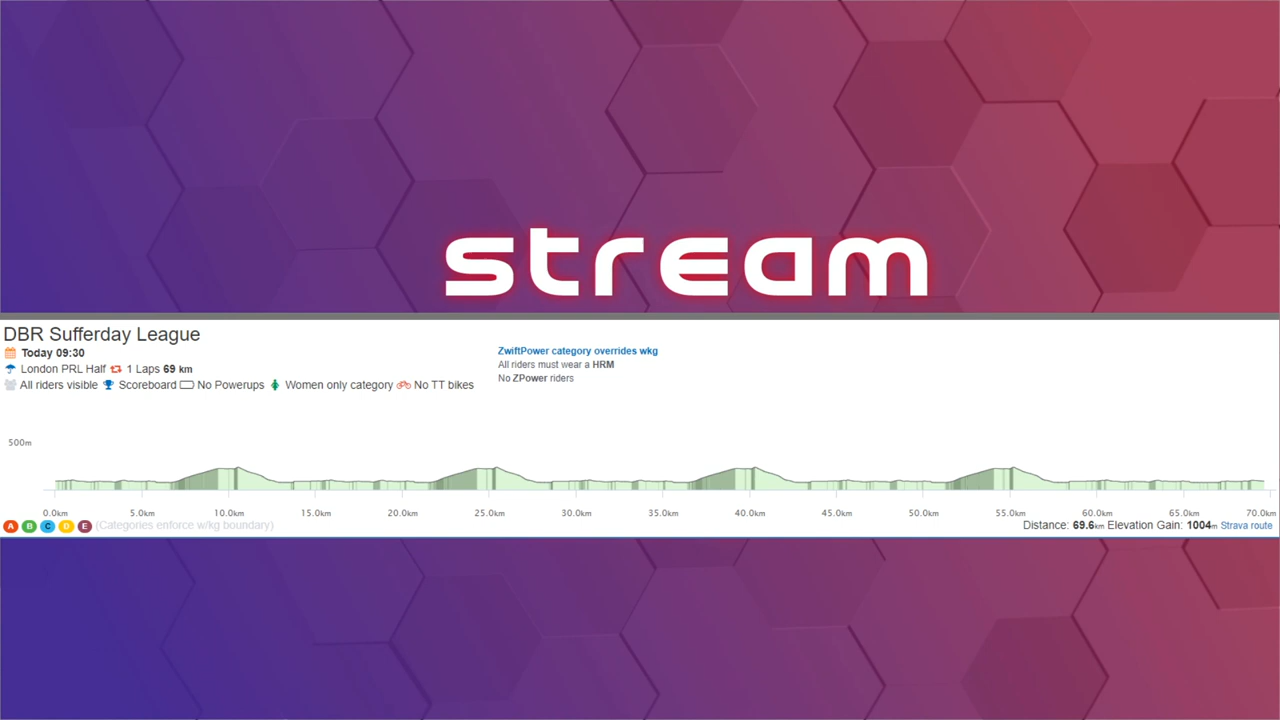 stream
DBR Sufferday League
Today 09:30
London PRL Half 1 Laps 69 km
All riders visible Scoreboard No Powerups Women only category No TT bikes
ZwiftPower category overrides wkg
All riders must wear a HRM
No ZPower riders
500m
0.0km 5.0km 10.0km 15.0km 20.0km 25.0km 30.0km 35.0km 40.0km 45.0km 50.0km 55.0km 60.0km 65.0km 70.0km
A B C D E (Categories enforce w/kg boundary)
Distance: 69.6km Elevation Gain: 1004m Strava route